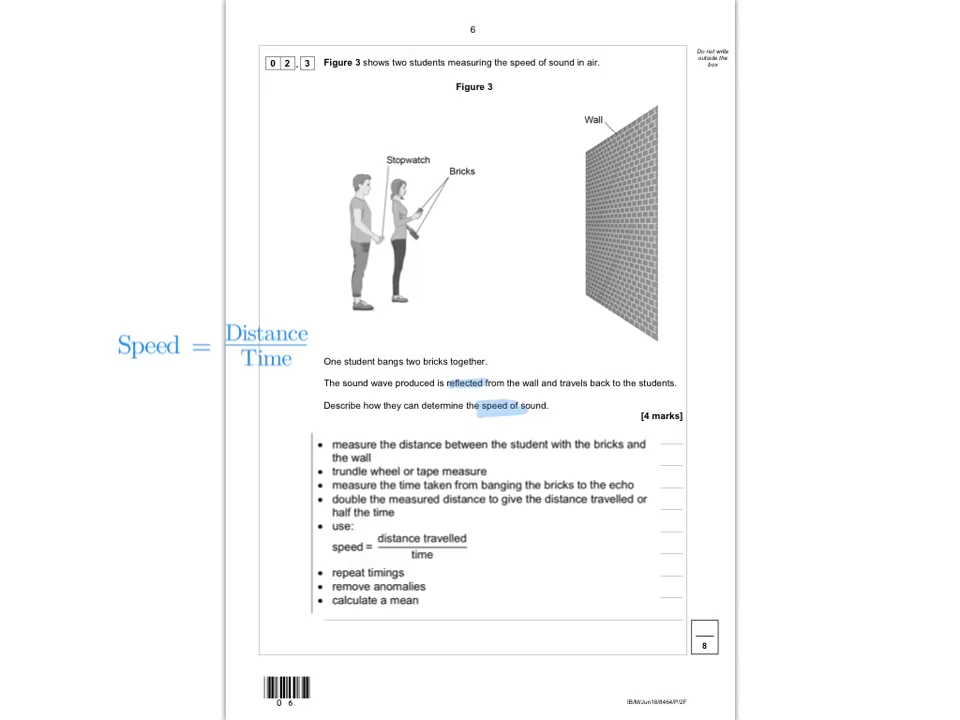 6
Do not write
outside the
box
0 2 . 3 Figure 3 shows two students measuring the speed of sound in air.
Figure 3
Wall
Stopwatch
Bricks
Speed = Distance
Time
One student bangs two bricks together.
The sound wave produced is reflected from the wall and travels back to the students.
Describe how they can determine the speed of sound.
[4 marks]
• measure the distance between the student with the bricks and
the wall
• trundle wheel or tape measure
• measure the time taken from banging the bricks to the echo
• double the measured distance to give the distance travelled or
half the time
• use:
speed = distance travelled
time
• repeat timings
• remove anomalies
• calculate a mean
8
0 6
IB/M/Jun18/8464/P/2F